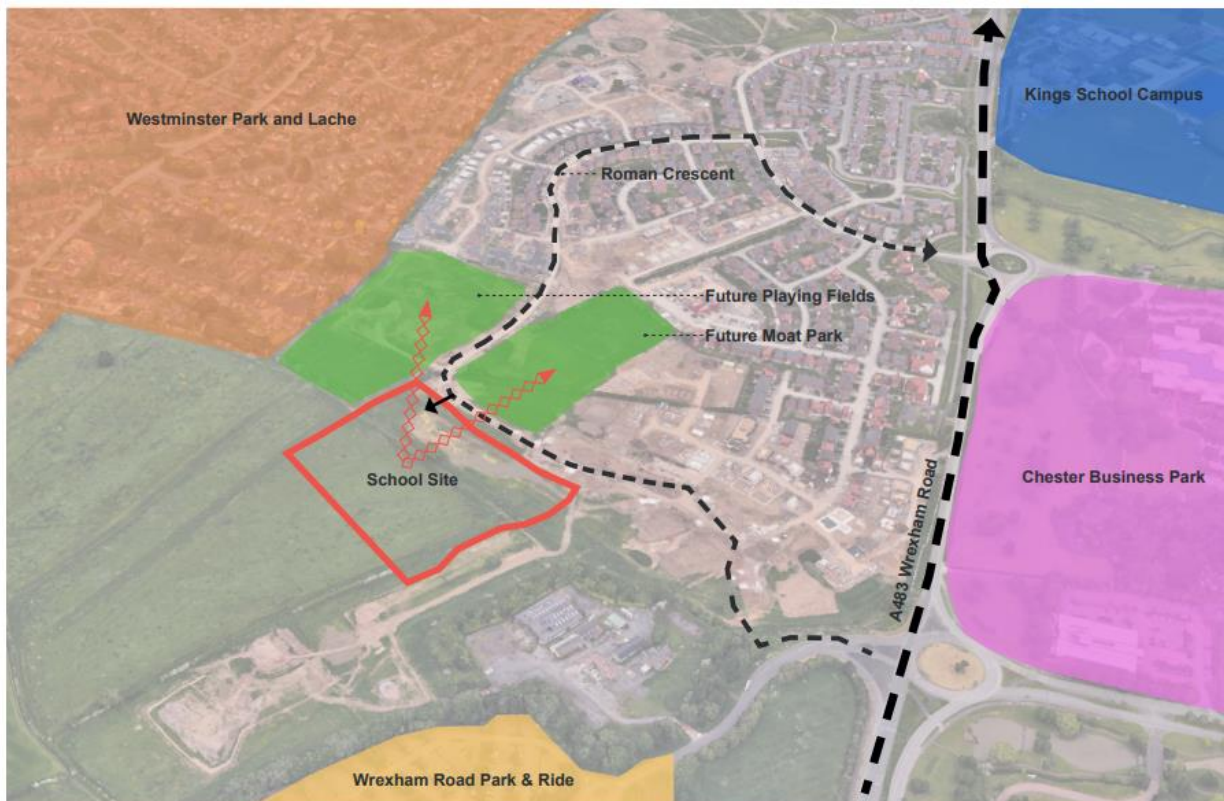 Kings School Campus
Westminster Park and Lache
Roman Crescent
Future Playing Fields
Future Moat Park
School Site
Chester Business Park
A483 Wrexham Road
Wrexham Road Park & Ride